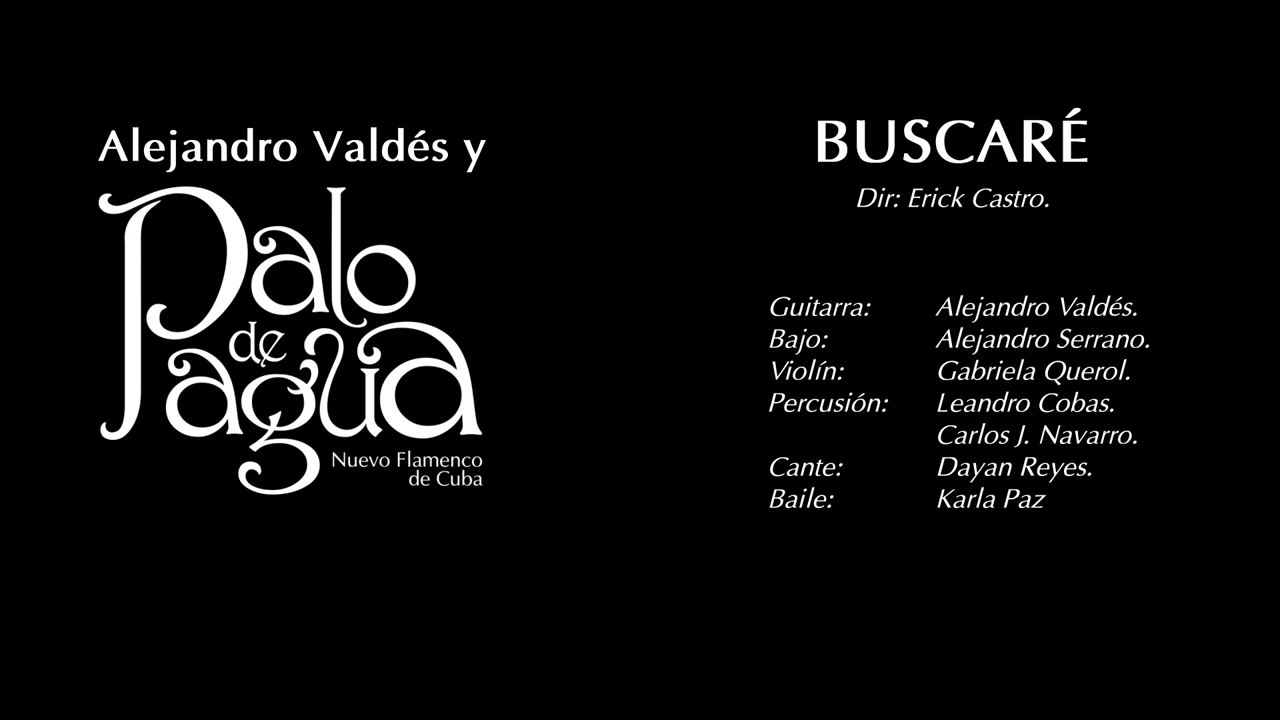 Alejandro Valdés y
Palo
de
agua
Nuevo Flamenco
de Cuba
BUSCARÉ
Dir: Erick Castro.
Guitarra: Alejandro Valdés.
Bajo: Alejandro Serrano.
Violín: Gabriela Querol.
Percusión: Leandro Cobas.
Carlos J. Navarro.
Cante: Dayan Reyes.
Baile: Karla Paz